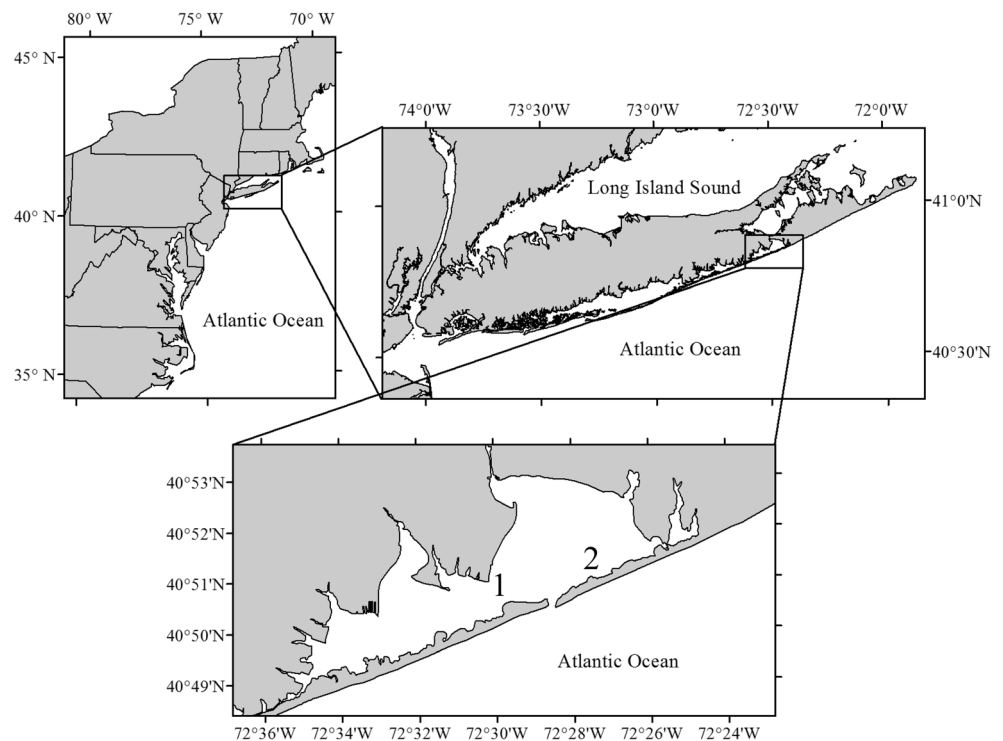 80° W 75° W 70° W
45° N
40° N
35° N
Atlantic Ocean
74°0'W 73°30'W 73°0'W 72°30'W 72°0'W
Long Island Sound
41°0'N
Atlantic Ocean
40°30'N
40°53'N
40°52'N
40°51'N
40°50'N
40°49'N
1
2
Atlantic Ocean
72°36'W 72°34'W 72°32'W 72°30'W 72°28'W 72°26'W 72°24'W